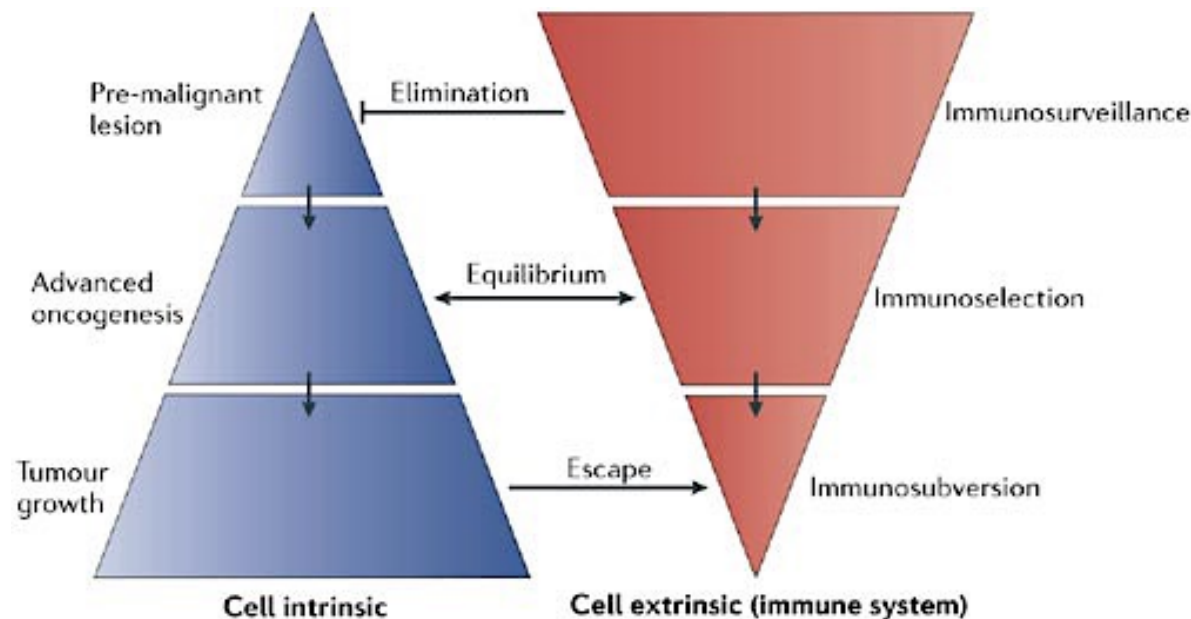 Pre-malignant
lesion
Elimination
Immunosurveillance
Advanced
oncogenesis
Equilibrium
Immunoselection
Tumour
growth
Escape
Immunosubversion
Cell intrinsic
Cell extrinsic (immune system)